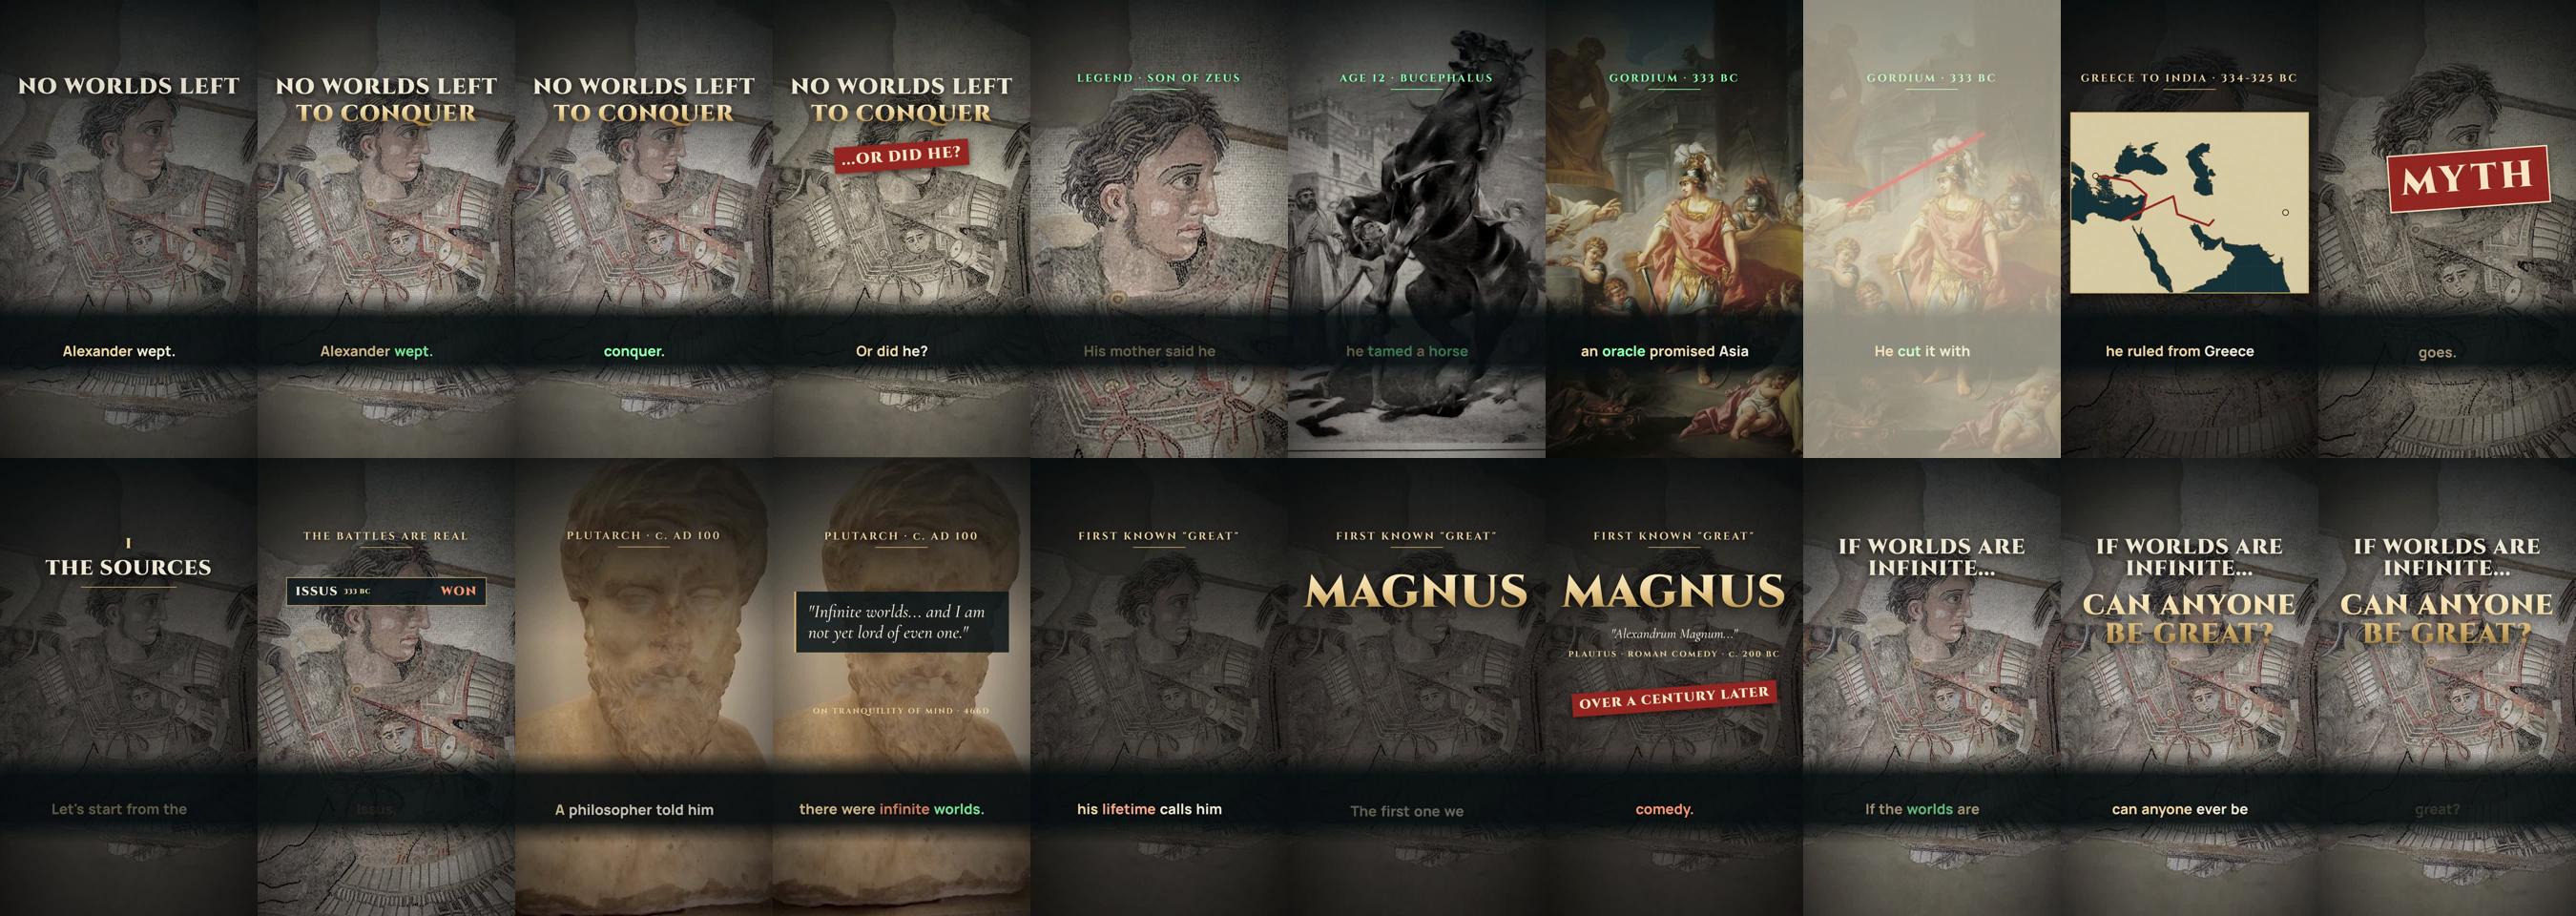 NO WORLDS LEFT
Alexander wept.
NO WORLDS LEFT
TO CONQUER
Alexander wept.
NO WORLDS LEFT
TO CONQUER
conquer.
NO WORLDS LEFT
TO CONQUER
...OR DID HE?
Or did he?
LEGEND · SON OF ZEUS
His mother said he
AGE 12 · BUCEPHALUS
he tamed a horse
GORDIUM · 333 BC
an oracle promised Asia
GORDIUM · 333 BC
He cut it with
GREECE TO INDIA · 334-325 BC
he ruled from Greece
MYTH
goes.
I
THE SOURCES
Let's start from the
THE BATTLES ARE REAL
ISSUS 333 BC WON
Issus.
PLUTARCH · C. AD 100
A philosopher told him
PLUTARCH · C. AD 100
"Infinite worlds... and I am
not yet lord of even one."
ON TRANQUILITY OF MIND · 466D
there were infinite worlds.
FIRST KNOWN "GREAT"
his lifetime calls him
FIRST KNOWN "GREAT"
MAGNUS
The first one we
FIRST KNOWN "GREAT"
MAGNUS
"Alexandrum Magnum..."
PLAUTUS · ROMAN COMEDY · C. 200 BC
OVER A CENTURY LATER
comedy.
IF WORLDS ARE
INFINITE...
If the worlds are
IF WORLDS ARE
INFINITE...
CAN ANYONE
BE GREAT?
can anyone ever be
IF WORLDS ARE
INFINITE...
CAN ANYONE
BE GREAT?
great?